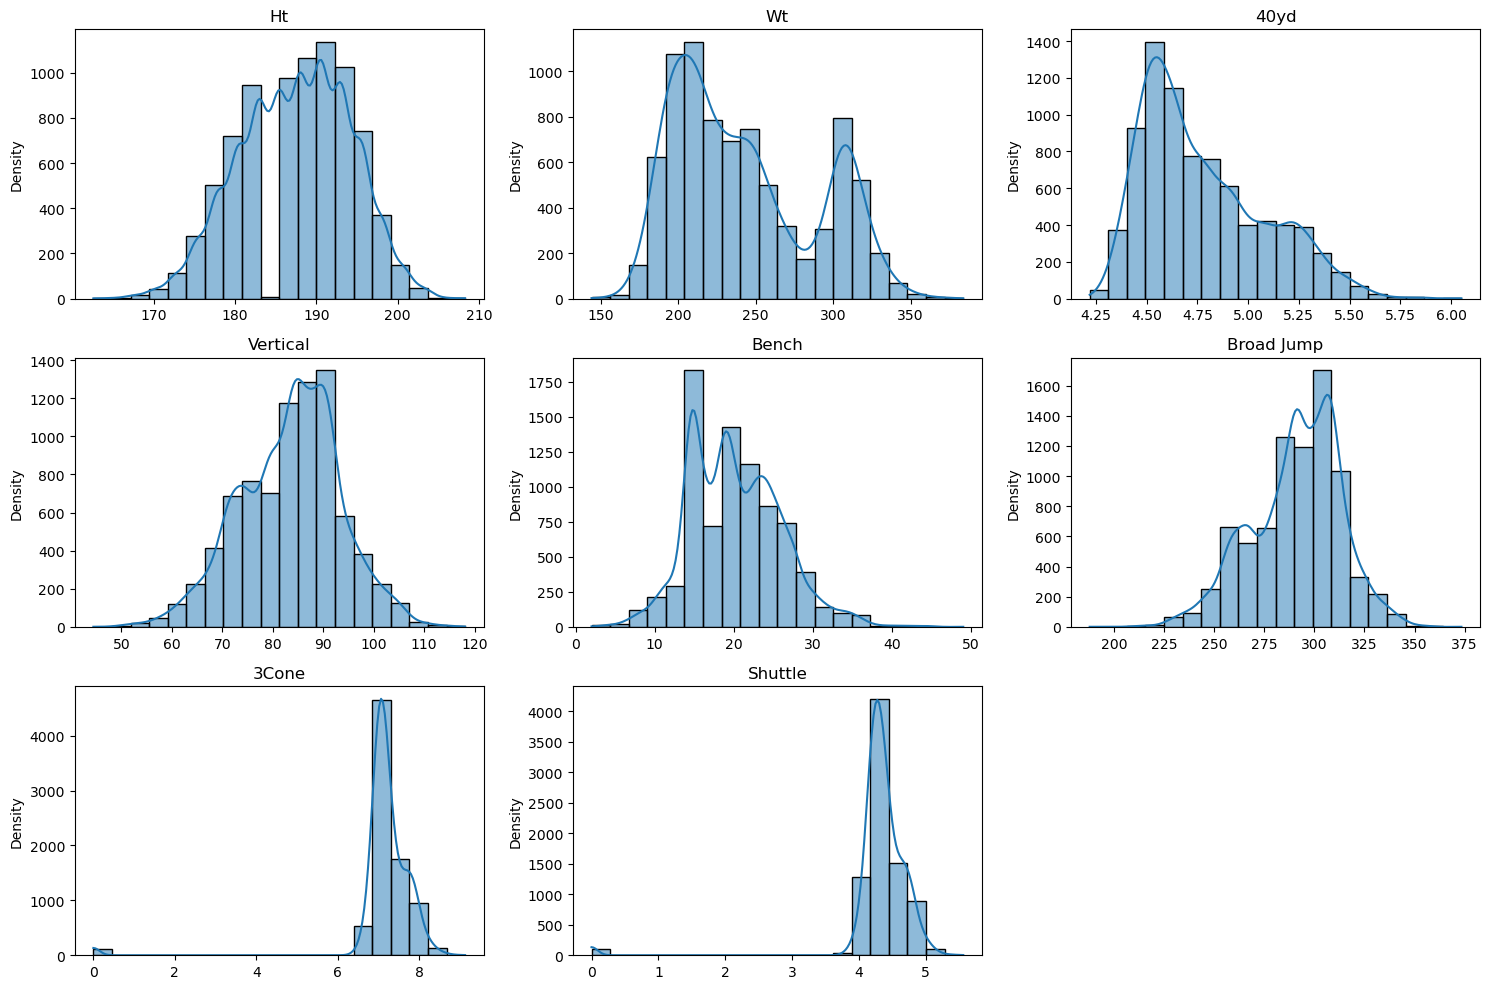 Ht
Density
1000
800
600
400
200
0
170 180 190 200 210
Wt
Density
1000
800
600
400
200
0
150 200 250 300 350
40yd
Density
1400
1200
1000
800
600
400
200
0
4.25 4.50 4.75 5.00 5.25 5.50 5.75 6.00
Vertical
Density
1400
1200
1000
800
600
400
200
0
50 60 70 80 90 100 110 120
Bench
Density
1750
1500
1250
1000
750
500
250
0
0 10 20 30 40 50
Broad Jump
Density
1600
1400
1200
1000
800
600
400
200
0
200 225 250 275 300 325 350 375
3Cone
Density
4000
3000
2000
1000
0
0 2 4 6 8
Shuttle
Density
4000
3500
3000
2500
2000
1500
1000
500
0
0 1 2 3 4 5